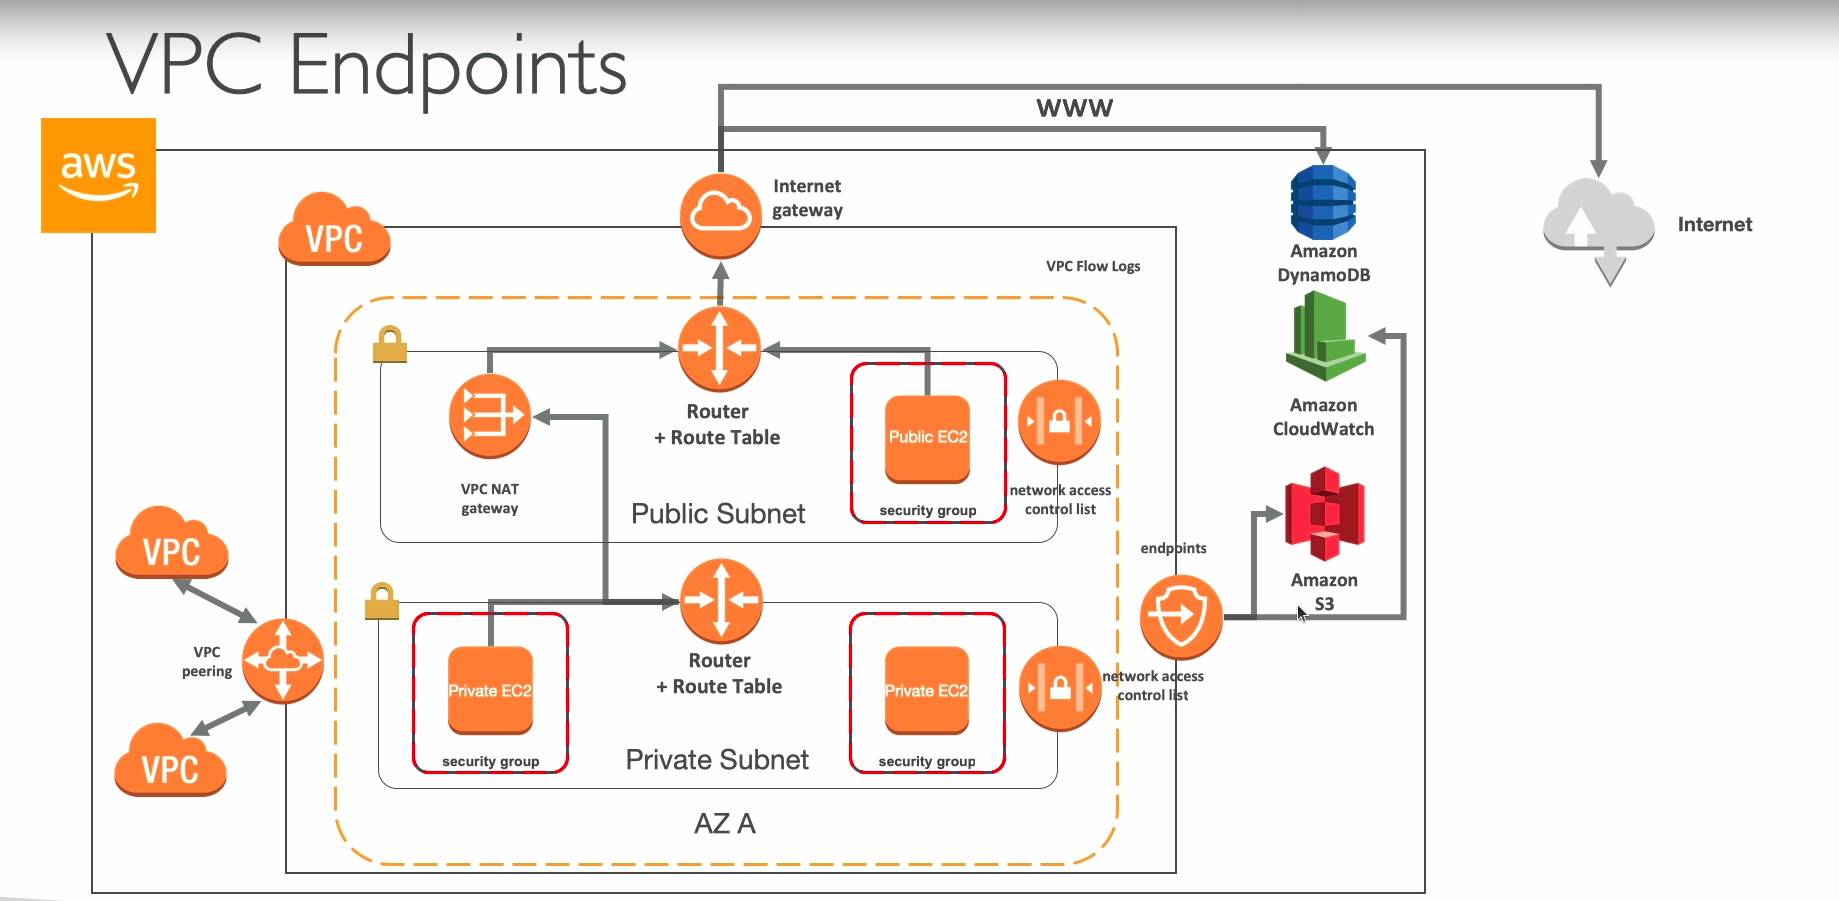 VPC Endpoints
WWW
aws
Internet
gateway
VPC
Internet
VPC Flow Logs
Amazon
DynamoDB
Router
+ Route Table
Public EC2
Amazon
CloudWatch
VPC NAT
gateway
Public Subnet
security group
network access
control list
VPC
endpoints
Amazon
S3
VPC
peering
Router
+ Route Table
Private EC2
Private EC2
network access
control list
security group
Private Subnet
security group
VPC
AZ A